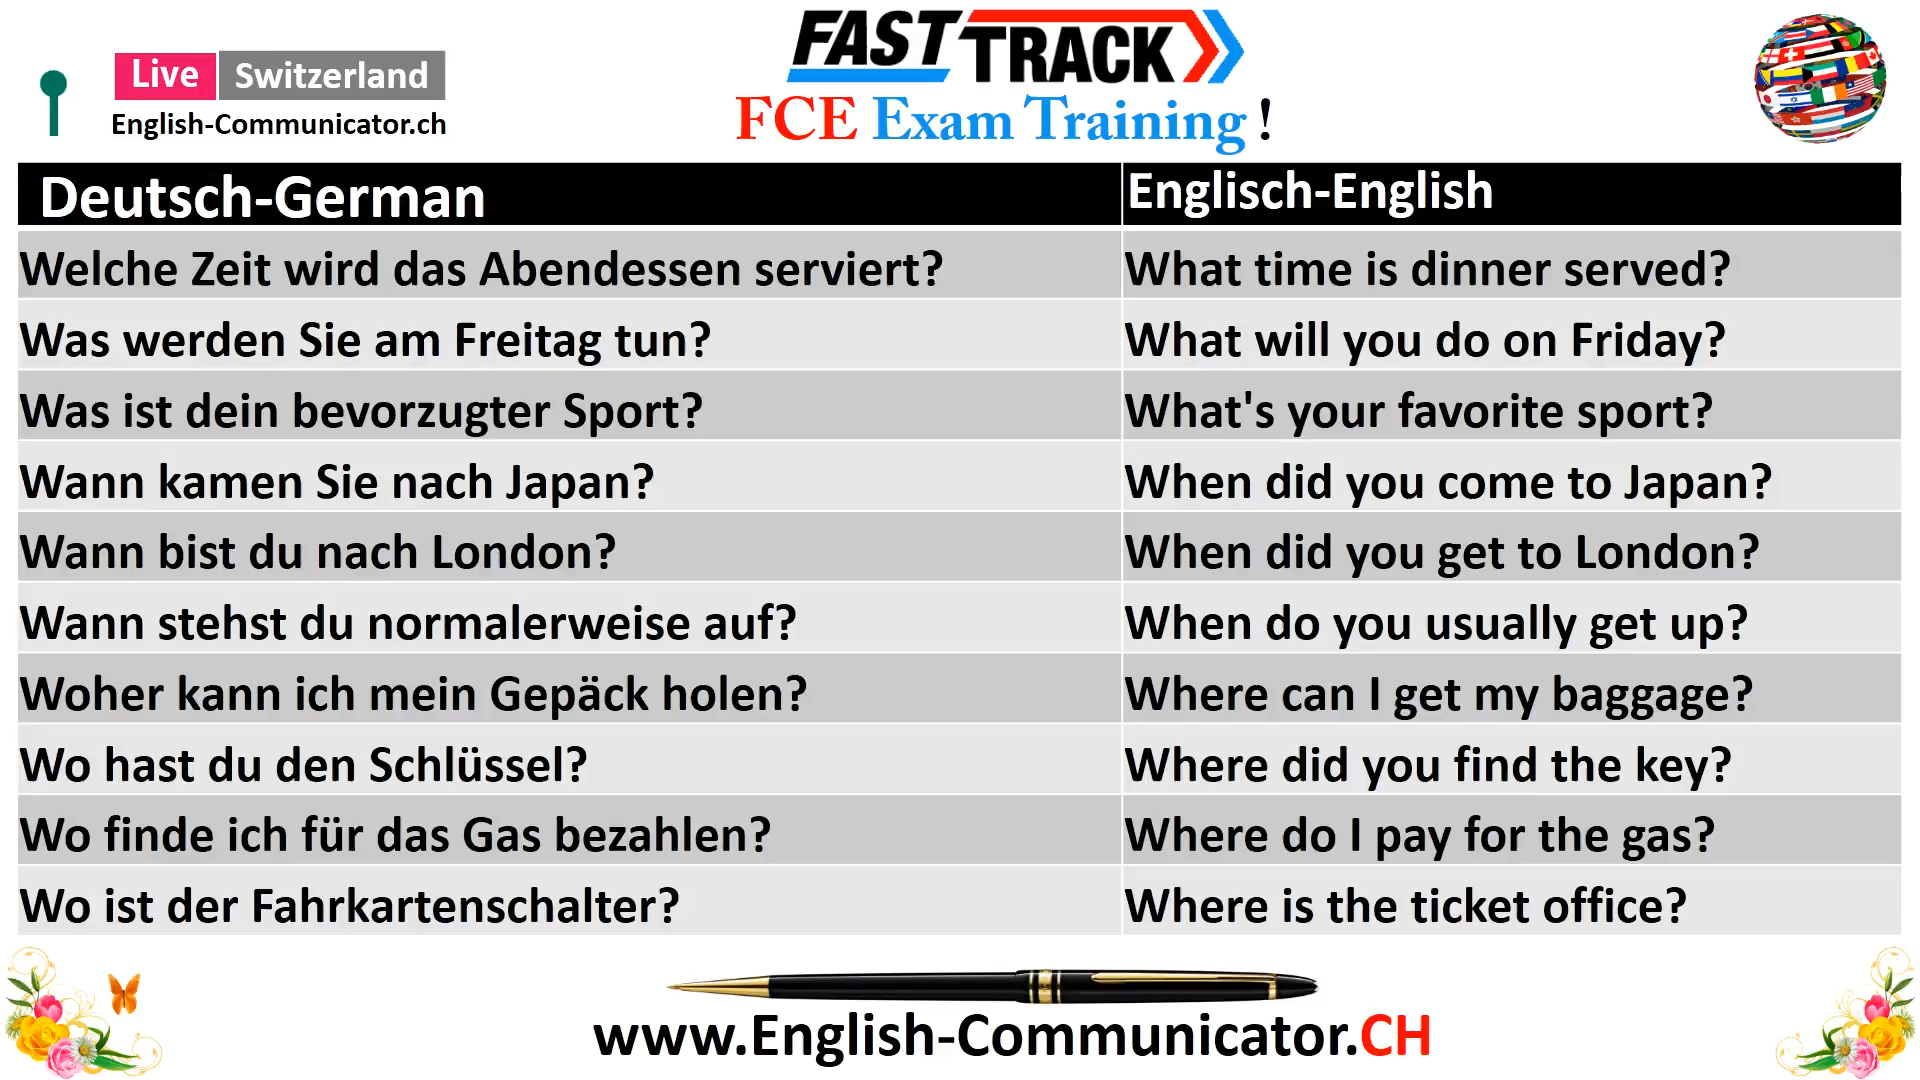 Live Switzerland
English-Communicator.ch
FAST TRACK
FCE Exam Training !
Deutsch-German Englisch-English
Welche Zeit wird das Abendessen serviert? What time is dinner served?
Was werden Sie am Freitag tun? What will you do on Friday?
Was ist dein bevorzugter Sport? What's your favorite sport?
Wann kamen Sie nach Japan? When did you come to Japan?
Wann bist du nach London? When did you get to London?
Wann stehst du normalerweise auf? When do you usually get up?
Woher kann ich mein Gepäck holen? Where can I get my baggage?
Wo hast du den Schlüssel? Where did you find the key?
Wo finde ich für das Gas bezahlen? Where do I pay for the gas?
Wo ist der Fahrkartenschalter? Where is the ticket office?
www.English-Communicator.CH